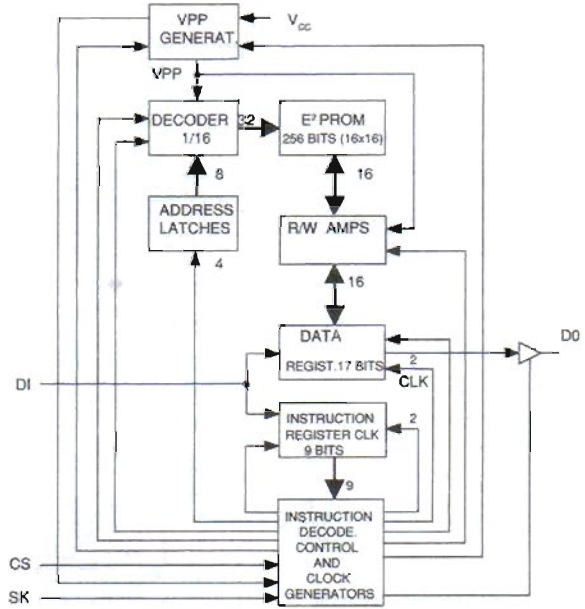 VPP
GENERAT.
Vcc
VPP
DECODER
1/16
32
E² PROM
256 BITS (16x16)
8
16
ADDRESS
LATCHES
R/W AMPS
4
16
DATA
REGIST.17 BITS
2
CLK
D0
DI
INSTRUCTION
REGISTER CLK
9 BITS
2
9
INSTRUCTION
DECODE.
CONTROL
AND
CLOCK
GENERATORS
CS
SK